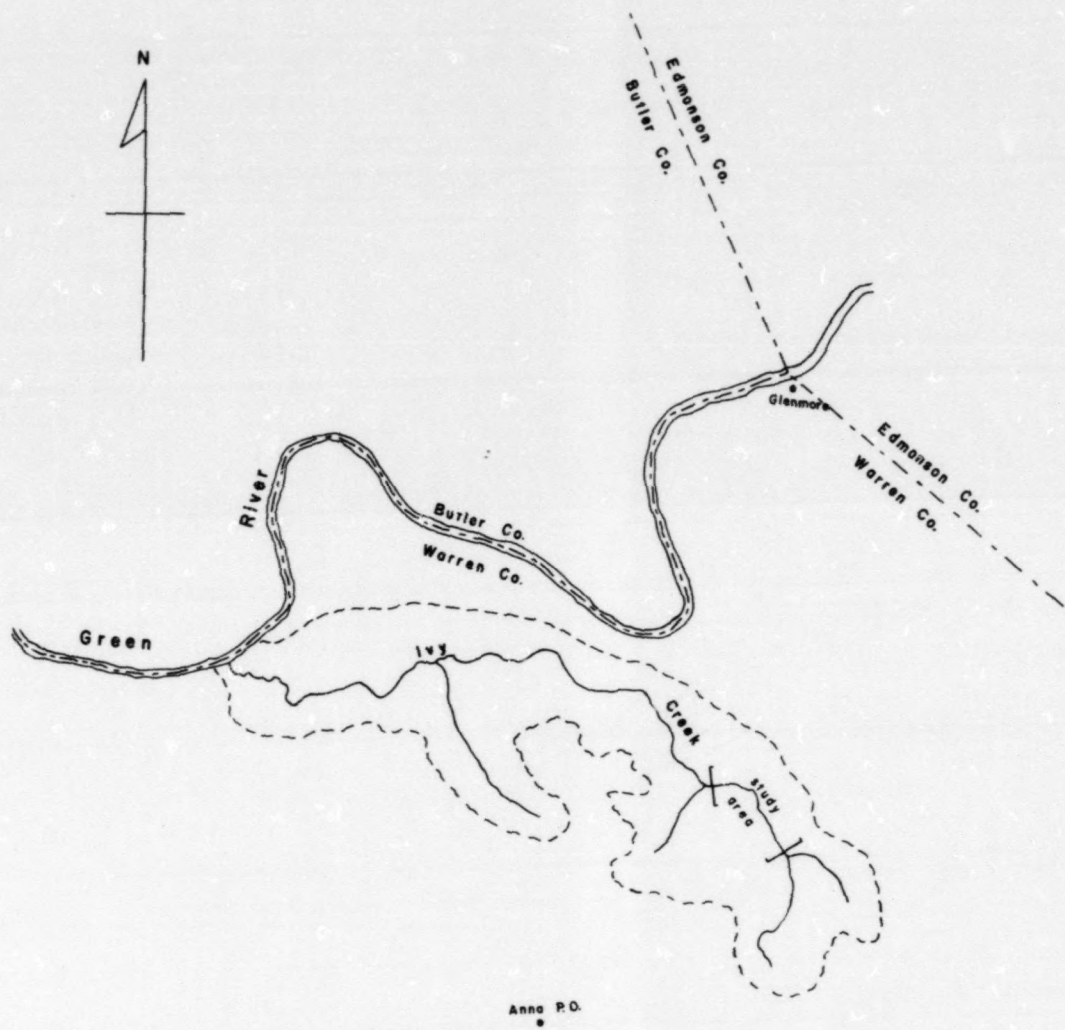 N
Edmonson Co.
Butler Co.
Glenmore
Edmonson Co.
Warren Co.
River
Butler Co.
Warren Co.
Green
Ivy
Creek
study
area
Anna P.O.